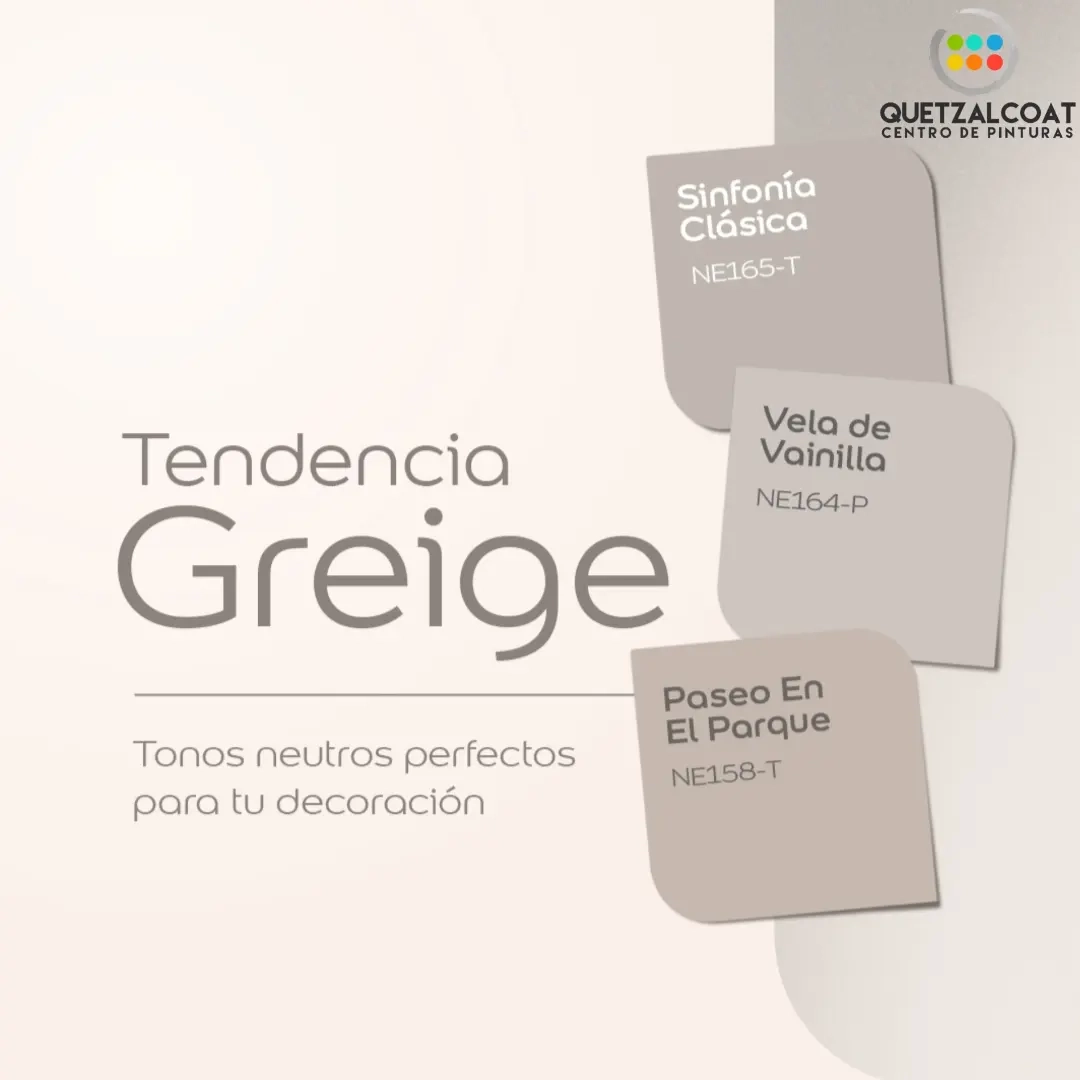 QUETZALCOAT
CENTRO DE PINTURAS
Sinfonía
Clásica
NE165-T
Vela de
Vainilla
NE164-P
Tendencia
Greige
Paseo En
El Parque
NE158-T
Tonos neutros perfectos
para tu decoración